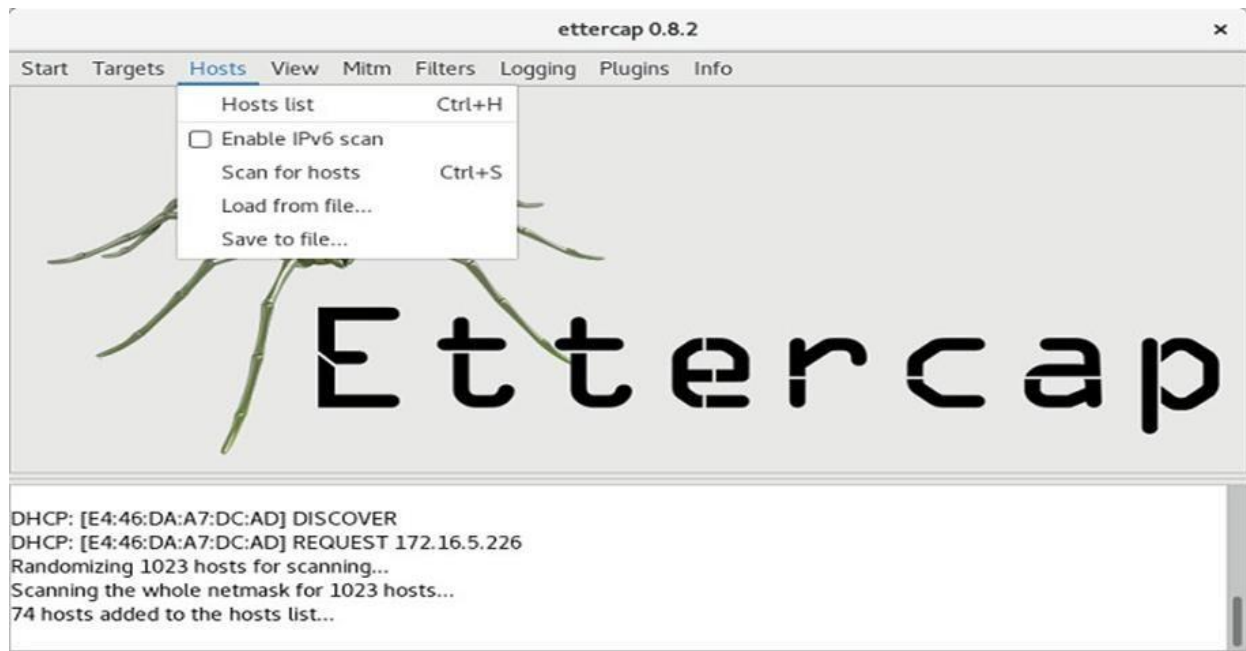 ettercap 0.8.2 ×
Start Targets Hosts View Mitm Filters Logging Plugins Info
Hosts list Ctrl+H
Enable IPv6 scan
Scan for hosts Ctrl+S
Load from file...
Save to file...
Ettercap
DHCP: [E4:46:DA:A7:DC:AD] DISCOVER
DHCP: [E4:46:DA:A7:DC:AD] REQUEST 172.16.5.226
Randomizing 1023 hosts for scanning...
Scanning the whole netmask for 1023 hosts...
74 hosts added to the hosts list...